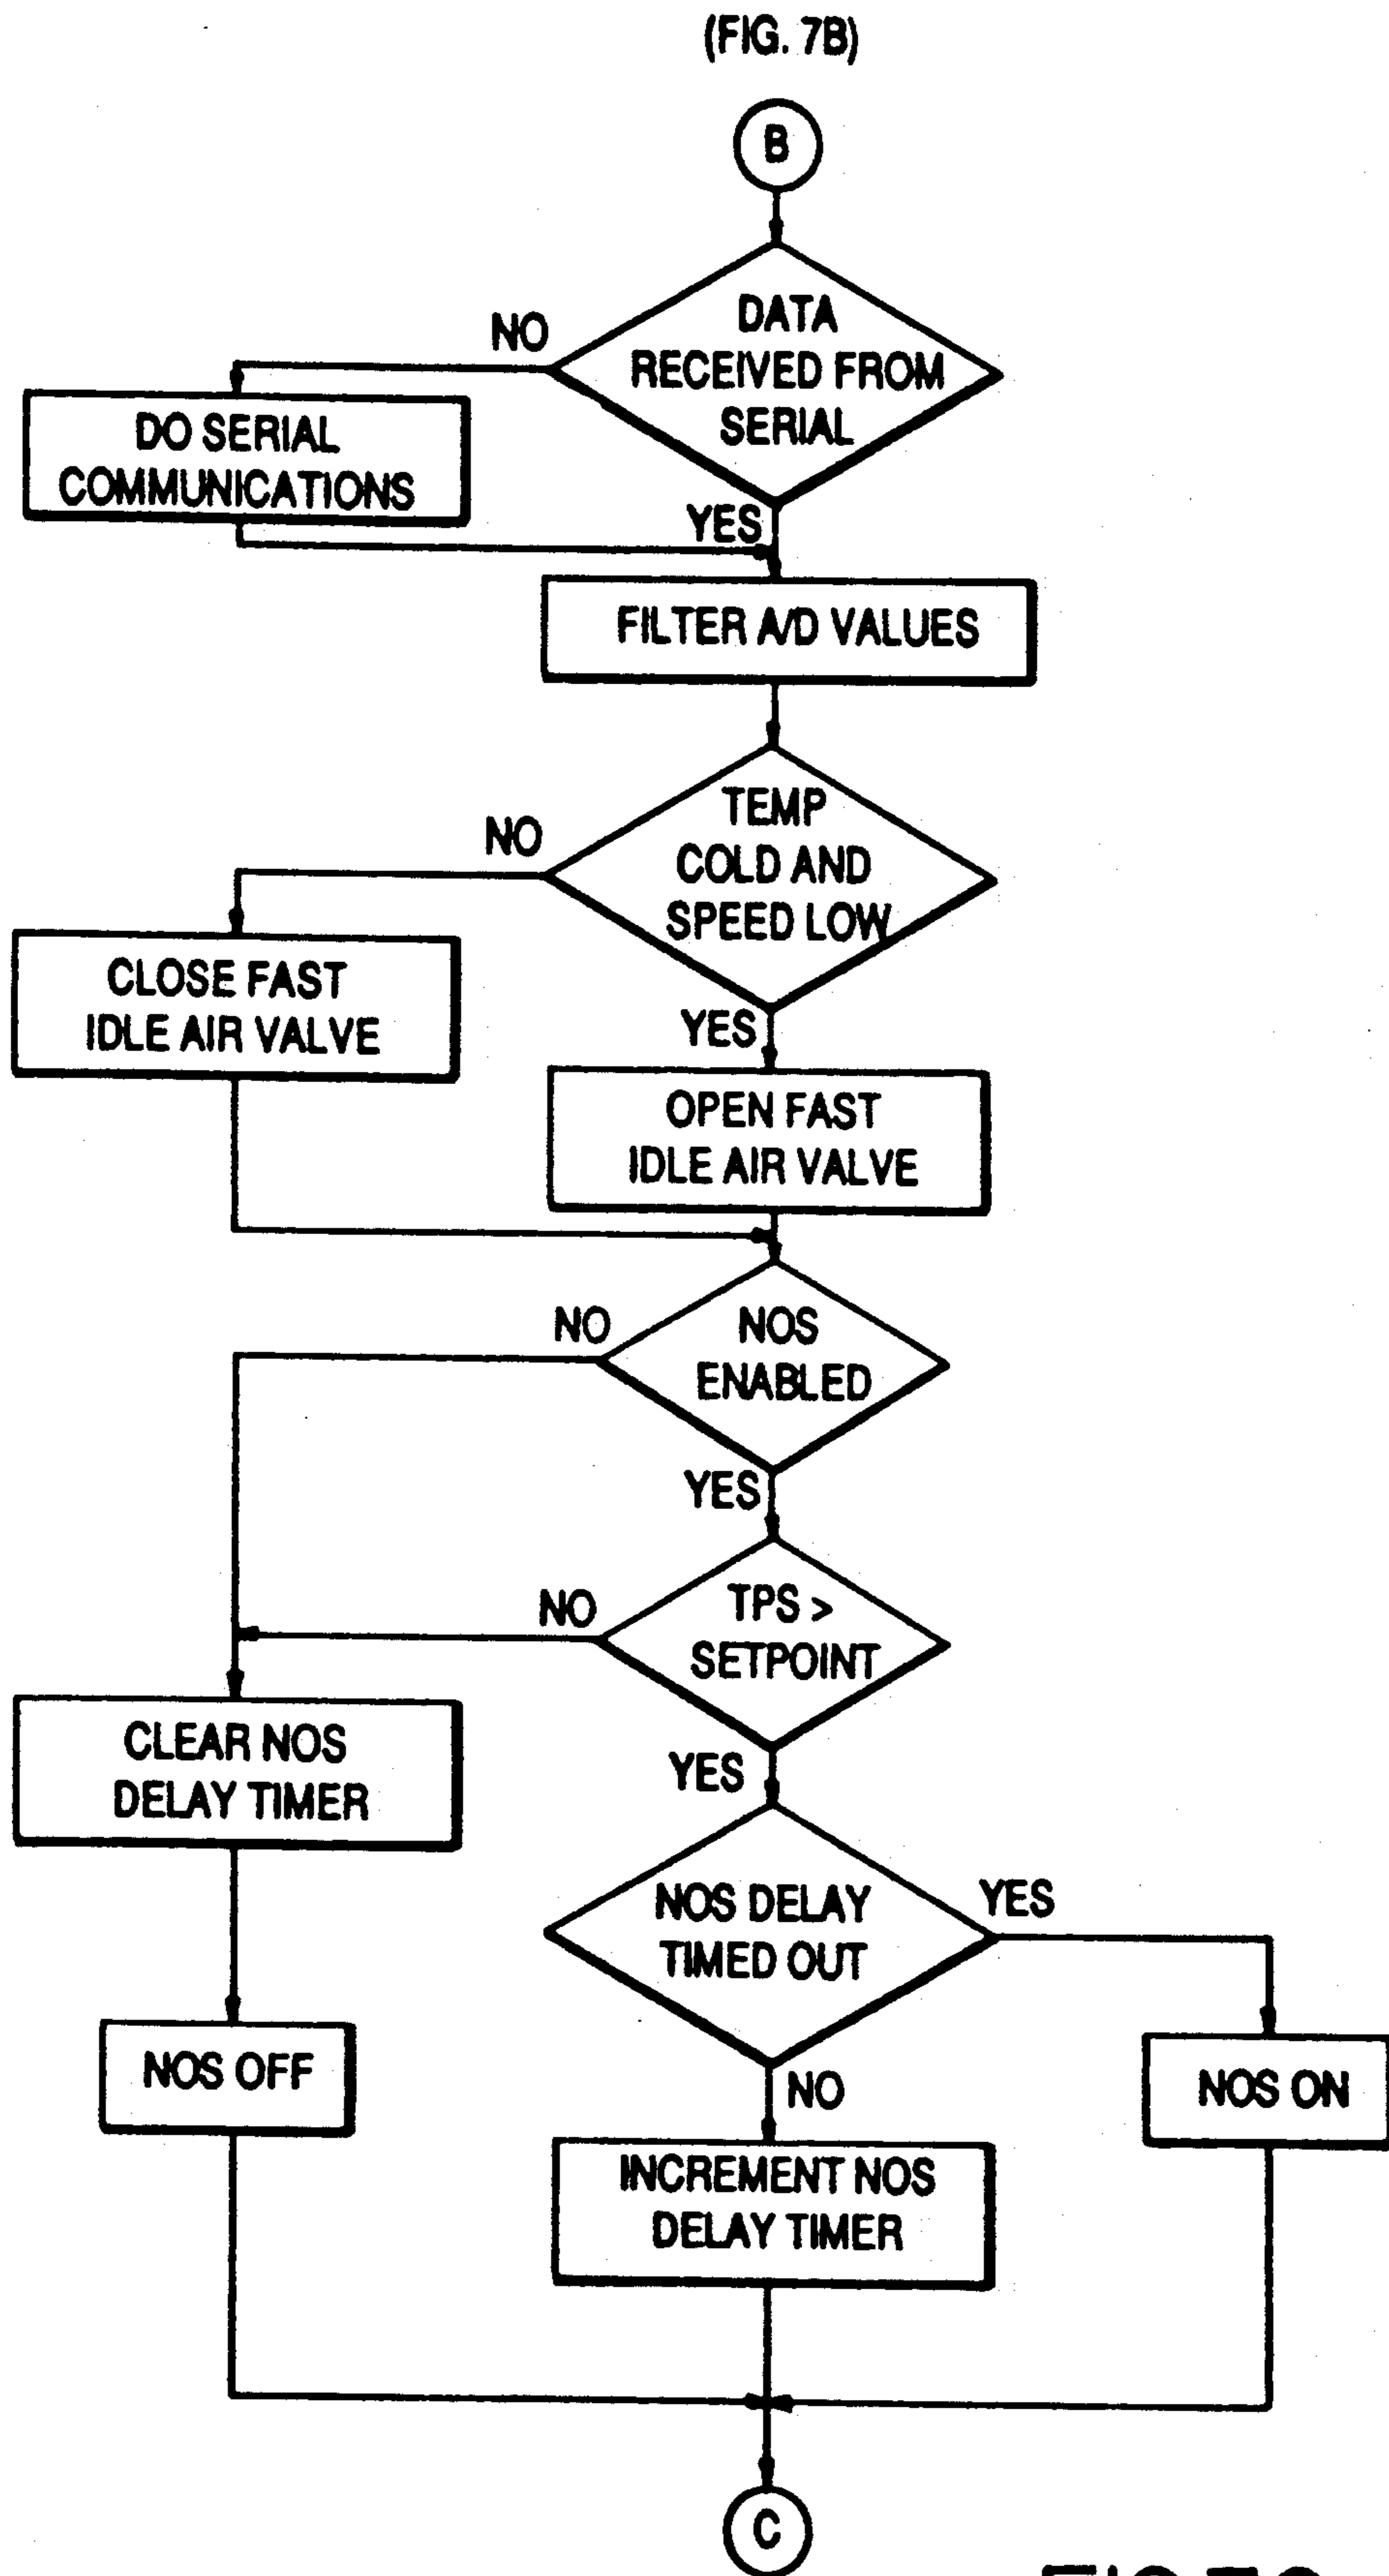 (FIG. 7B)
B
DATA
RECEIVED FROM
SERIAL
NO
DO SERIAL
COMMUNICATIONS
YES
FILTER A/D VALUES
TEMP
COLD AND
SPEED LOW
NO
CLOSE FAST
IDLE AIR VALVE
YES
OPEN FAST
IDLE AIR VALVE
NOS
ENABLED
NO
YES
TPS >
SETPOINT
NO
CLEAR NOS
DELAY TIMER
YES
NOS DELAY
TIMED OUT
YES
NOS OFF
NO
NOS ON
INCREMENT NOS
DELAY TIMER
C